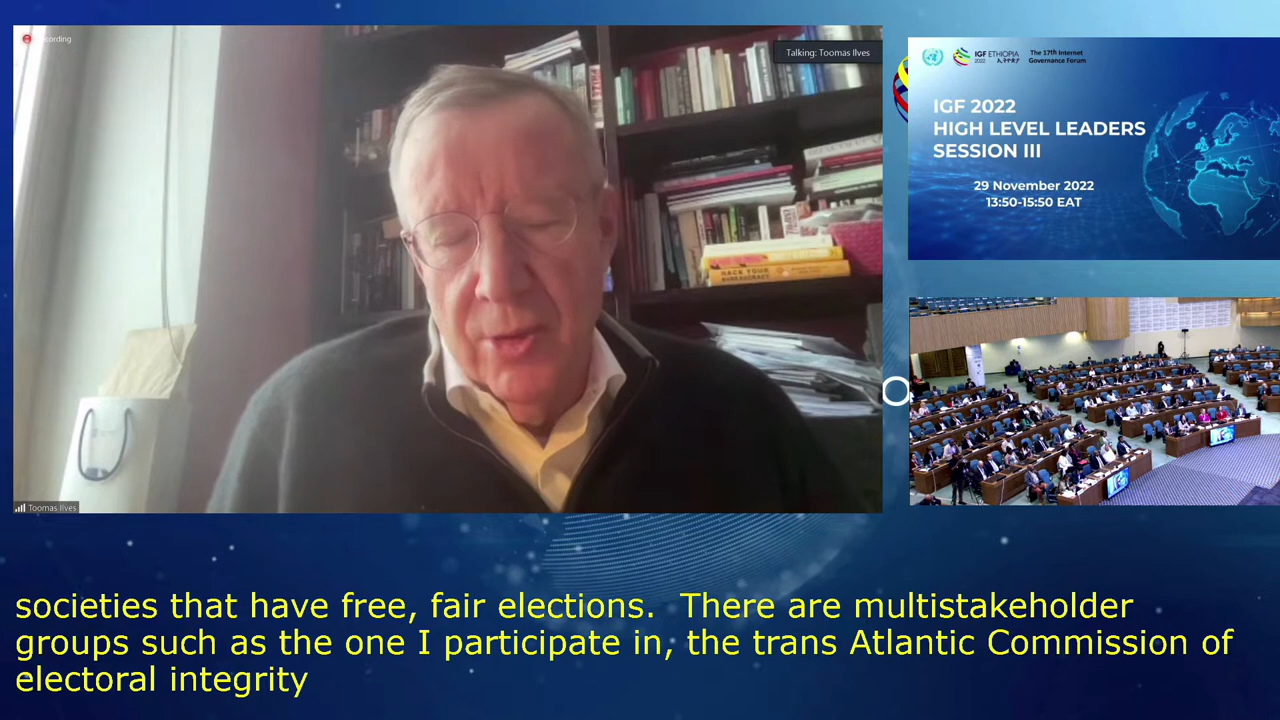 Recording
Talking: Toomas Ilves
HACK YOUR
BUREAUCRACY
Toomas Ilves
IGF ETHIOPIA
2022 ኢትዮጵያ
The 17th Internet
Governance Forum
IGF 2022
HIGH LEVEL LEADERS
SESSION III
29 November 2022
13:50-15:50 EAT
societies that have free, fair elections. There are multistakeholder
groups such as the one I participate in, the trans Atlantic Commission of
electoral integrity